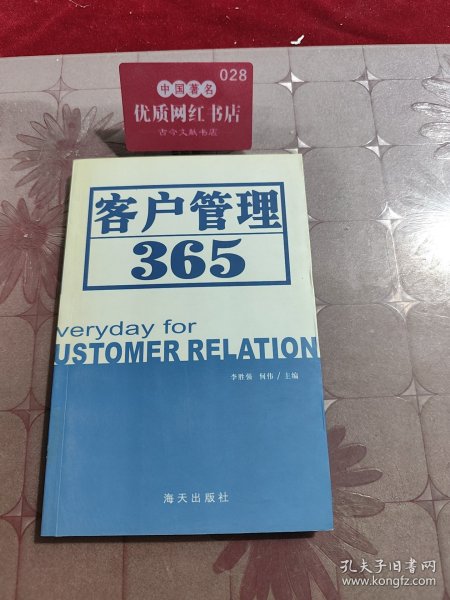 028
中国著名
优质网红书店
古今文献书店
客户管理
365
veryday for
USTOMER RELATION
李胜强 何伟 / 主编
海天出版社
孔夫子旧书网
www.kongfz.com